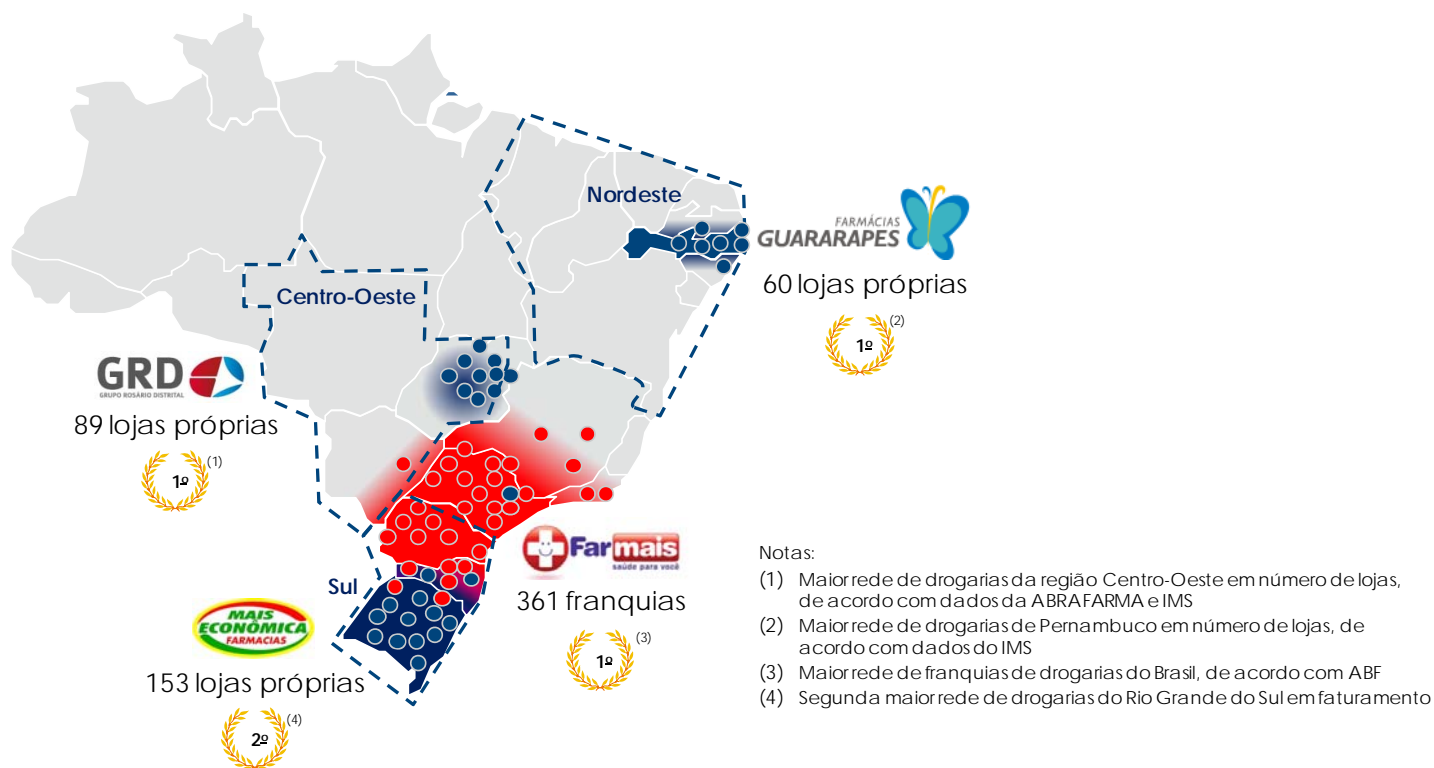 Nordeste
FARMÁCIAS
GUARARAPES
60 lojas próprias
1º
(2)
Centro-Oeste
GRD
GRUPO ROSÁRIO DISTRITAL
89 lojas próprias
1º
(1)
Farmais
saúde para você
361 franquias
1º
(3)
Sul
MAIS
ECONÔMICA
FARMACIAS
153 lojas próprias
2º
(4)
Notas:
(1) Maior rede de drogarias da região Centro-Oeste em número de lojas,
de acordo com dados da ABRAFARMA e IMS
(2) Maior rede de drogarias de Pernambuco em número de lojas, de
acordo com dados do IMS
(3) Maior rede de franquias de drogarias do Brasil, de acordo com ABF
(4) Segunda maior rede de drogarias do Rio Grande do Sul em faturamento